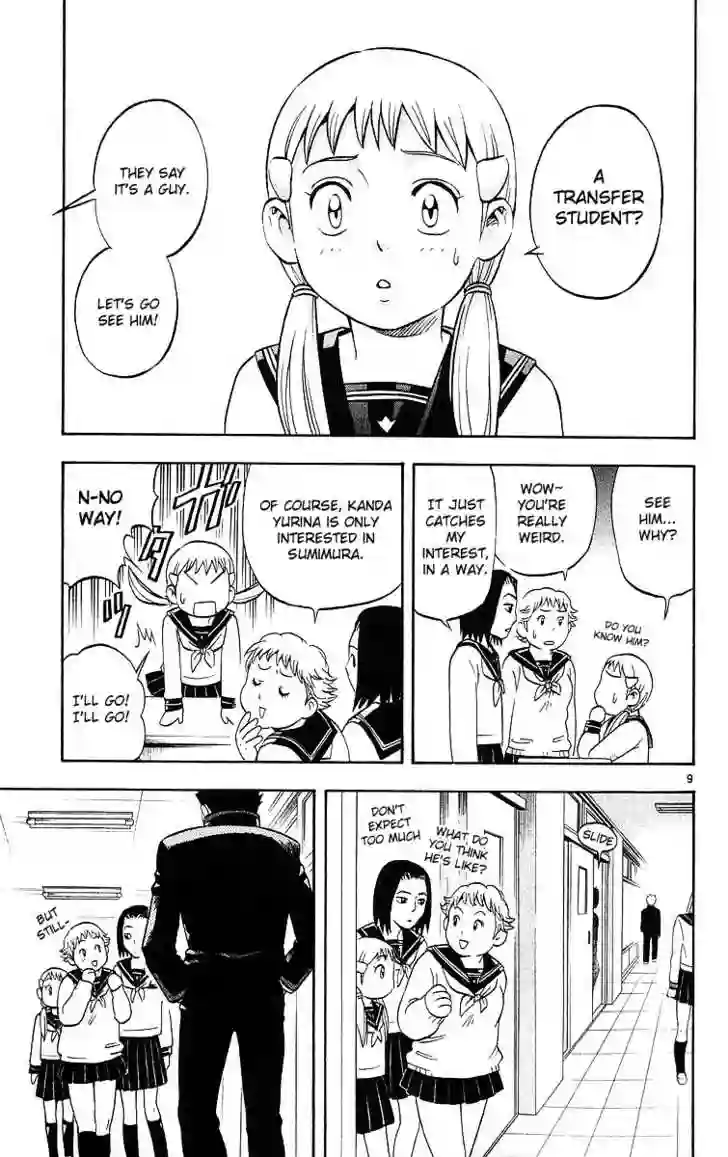 A
TRANSFER
STUDENT?
THEY SAY
IT'S A GUY.
LET'S GO
SEE HIM!
SEE
HIM...
WHY?
WOW~
YOU'RE
REALLY
WEIRD.
IT JUST
CATCHES
MY
INTEREST,
IN A WAY.
DO YOU
KNOW HIM?
OF COURSE, KANDA
YURINA IS ONLY
INTERESTED IN
SUMIMURA.
N-NO
WAY!
ガタッ
I'LL GO!
I'LL GO!
9
SLIDE
WHAT DO
YOU THINK
HE'S LIKE?
DON'T
EXPECT
TOO MUCH
BUT
STILL-